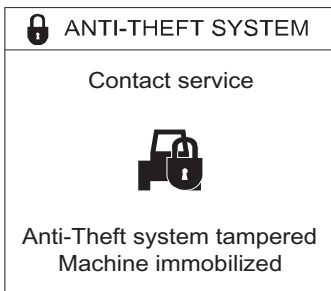 ANTI-THEFT SYSTEM
Contact service
Anti-Theft system tampered
Machine immobilized